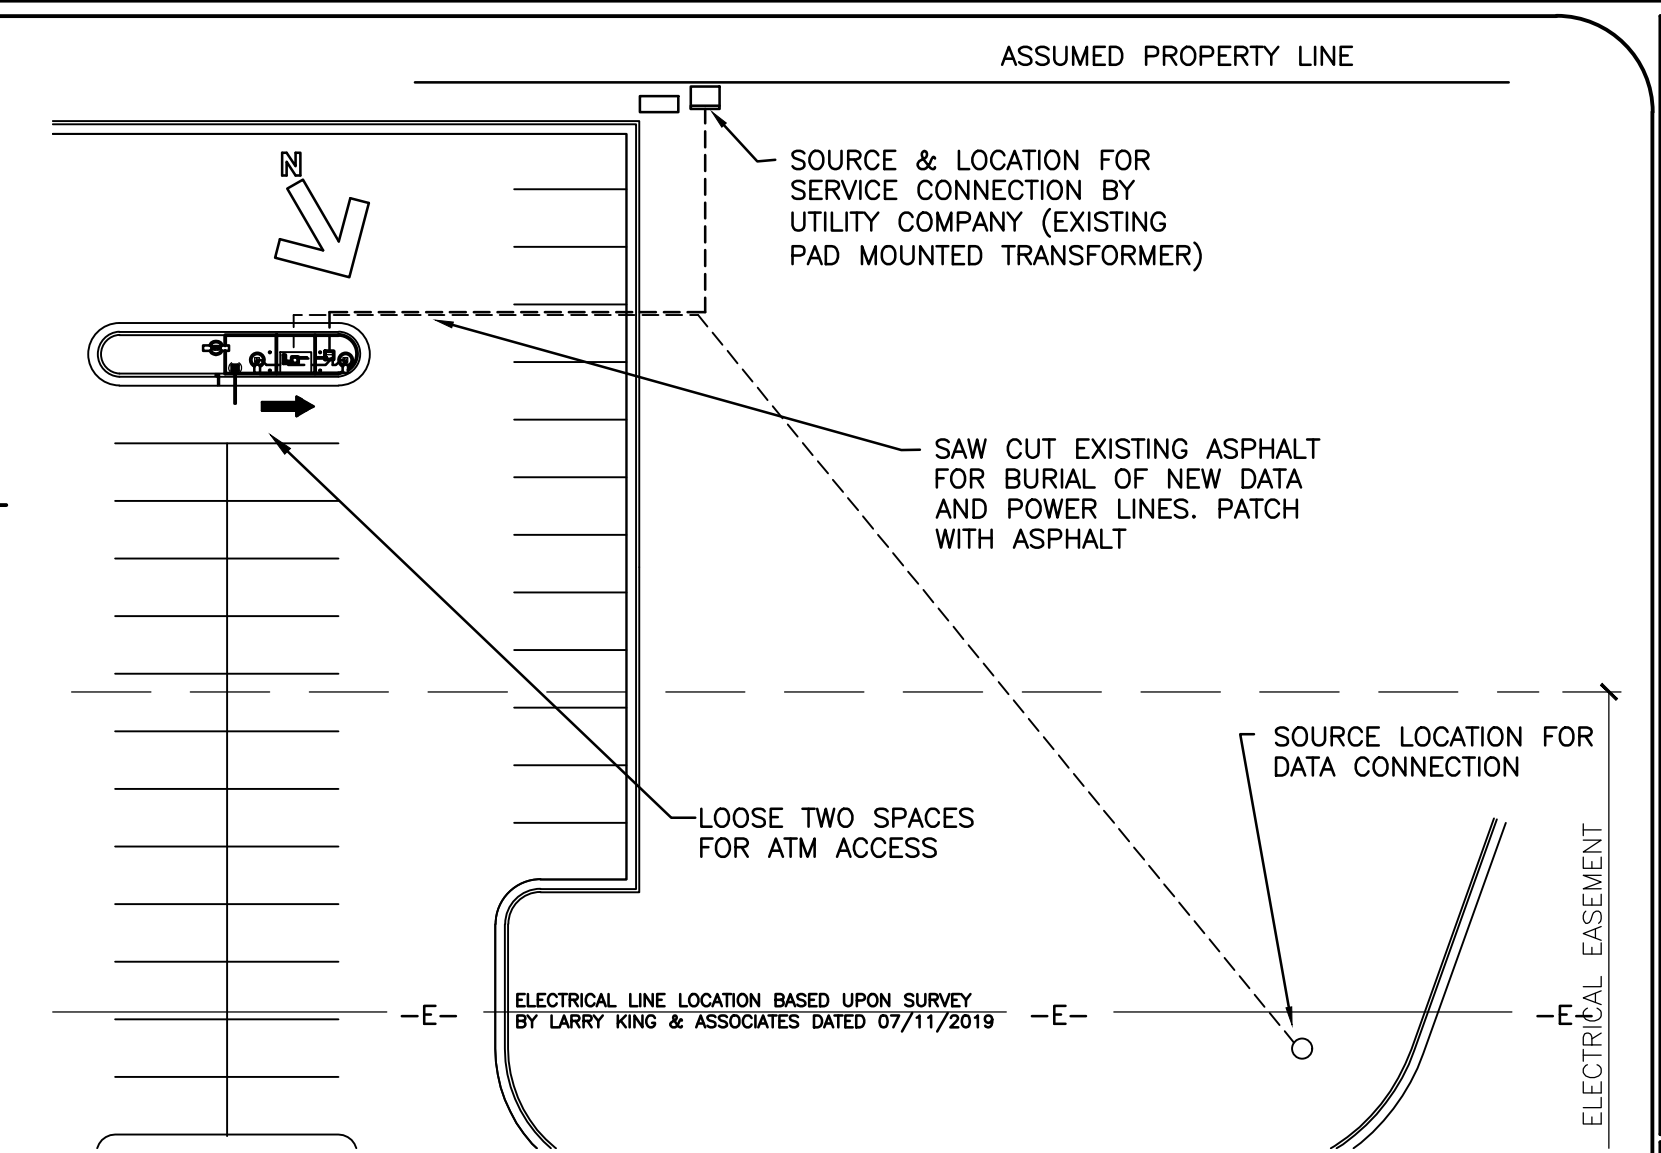 ASSUMED PROPERTY LINE
N
SOURCE & LOCATION FOR
SERVICE CONNECTION BY
UTILITY COMPANY (EXISTING
PAD MOUNTED TRANSFORMER)
SAW CUT EXISTING ASPHALT
FOR BURIAL OF NEW DATA
AND POWER LINES. PATCH
WITH ASPHALT
SOURCE LOCATION FOR
DATA CONNECTION
LOOSE TWO SPACES
FOR ATM ACCESS
ELECTRICAL EASEMENT
ELECTRICAL LINE LOCATION BASED UPON SURVEY
BY LARRY KING & ASSOCIATES DATED 07/11/2019
-E-
-E-
-E-